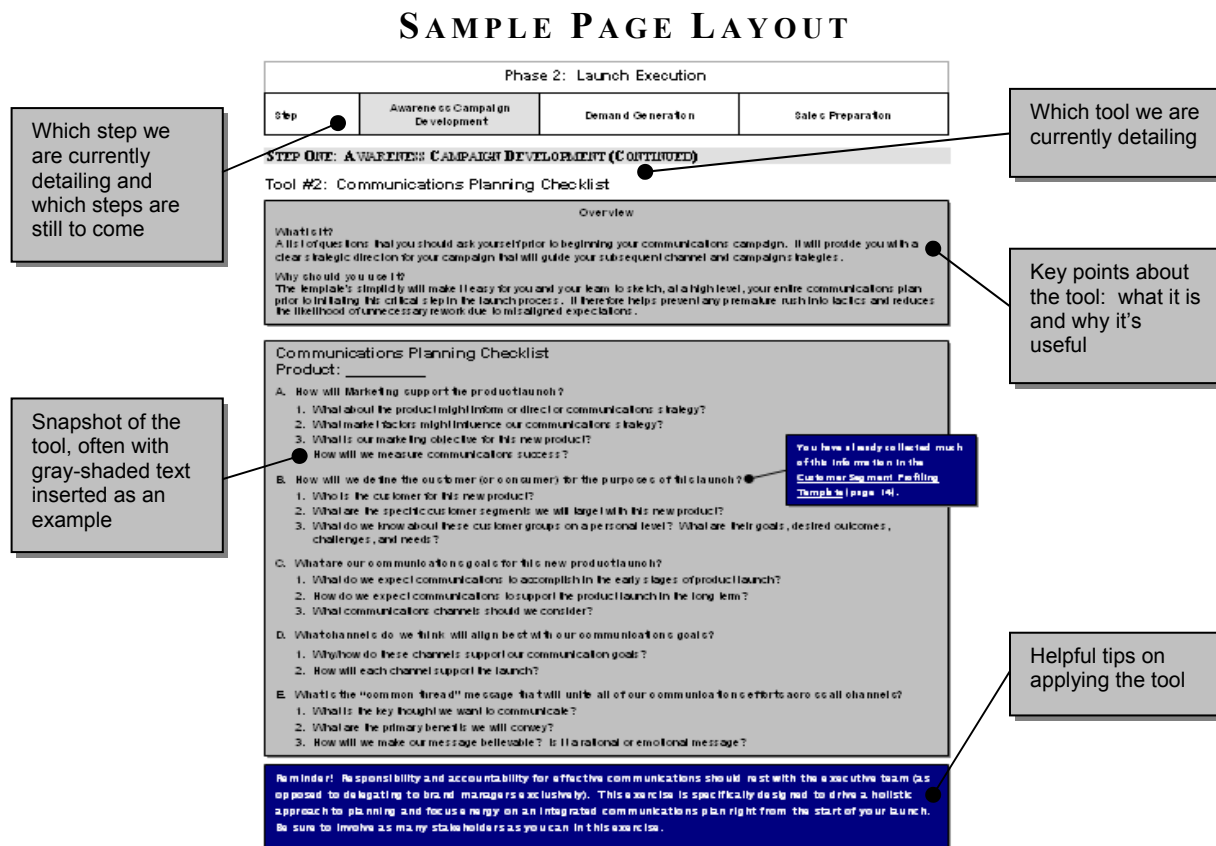 SAMPLE PAGE LAYOUT
Phase 2: Launch Execution
Step
Awareness Campaign
Development
Demand Generation
Sales Preparation
STEP ONE: AWARENESS CAMPAIGN DEVELOPMENT (CONTINUED)
Tool #2: Communications Planning Checklist
Overview
What is it?
A list of questions that you should ask yourself prior to beginning your communications campaign. It will provide you with a
clear strategic direction for your campaign that will guide your subsequent channel and campaign strategies.
Why should you use it?
The template's simplicity will make it easy for you and your team to sketch, at a high level, your entire communications plan
prior to initiating this critical step in the launch process. It therefore helps prevent any premature rush into tactics and reduces
the likelihood of unnecessary rework due to misaligned expectations.
Communications Planning Checklist
Product: __________
A. How will Marketing support the product launch?
1. What about the product might inform or direct or communications strategy?
2. What market factors might influence our communications strategy?
3. What is our marketing objective for this new product?
How will we measure communications success?
B. How will we define the customer (or consumer) for the purposes of this launch?
1. Who is the customer for this new product?
2. What are the specific customer segments we will target with this new product?
3. What do we know about these customer groups on a personal level? What are their goals, desired outcomes,
challenges, and needs?
C. What are our communications goals for this new product launch?
1. What do we expect communications to accomplish in the early stages of product launch?
2. How do we expect communications to support the product launch in the long term?
3. What communications channels should we consider?
D. What channels do we think will align best with our communications goals?
1. Why/how do these channels support our communication goals?
2. How will each channel support the launch?
E. What is the “common thread” message that will unite all of our communications efforts across all channels?
1. What is the key thought we want to communicate?
2. What are the primary benefits we will convey?
3. How will we make our message believable? Is it a rational or emotional message?
You have already collected much
of this information in the
Customer Segment Profiling
Template (page 14).
Reminder! Responsibility and accountability for effective communications should rest with the executive team (as
opposed to delegating to brand managers exclusively). This exercise is specifically designed to drive a holistic
approach to planning and focus energy on an integrated communications plan right from the start of your launch.
Be sure to involve as many stakeholders as you can in this exercise.
Which step we
are currently
detailing and
which steps are
still to come
Snapshot of the
tool, often with
gray-shaded text
inserted as an
example
Which tool we are
currently detailing
Key points about
the tool: what it is
and why it's
useful
Helpful tips on
applying the tool